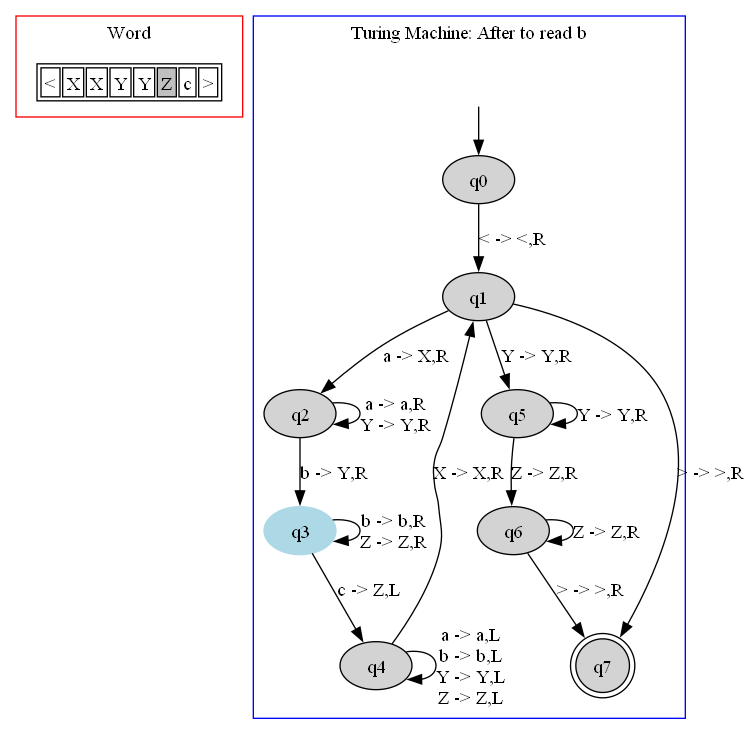 Word
< X X Y Y Z c >
Turing Machine: After to read b
q0
< -> <,R
q1
a -> X,R
Y -> Y,R
q2
a -> a,R
Y -> Y,R
q5
Y -> Y,R
b -> Y,R
X -> X,R
Z -> Z,R
> -> >,R
q3
b -> b,R
Z -> Z,R
q6
Z -> Z,R
c -> Z,L
> -> >,R
q4
a -> a,L
b -> b,L
Y -> Y,L
Z -> Z,L
q7